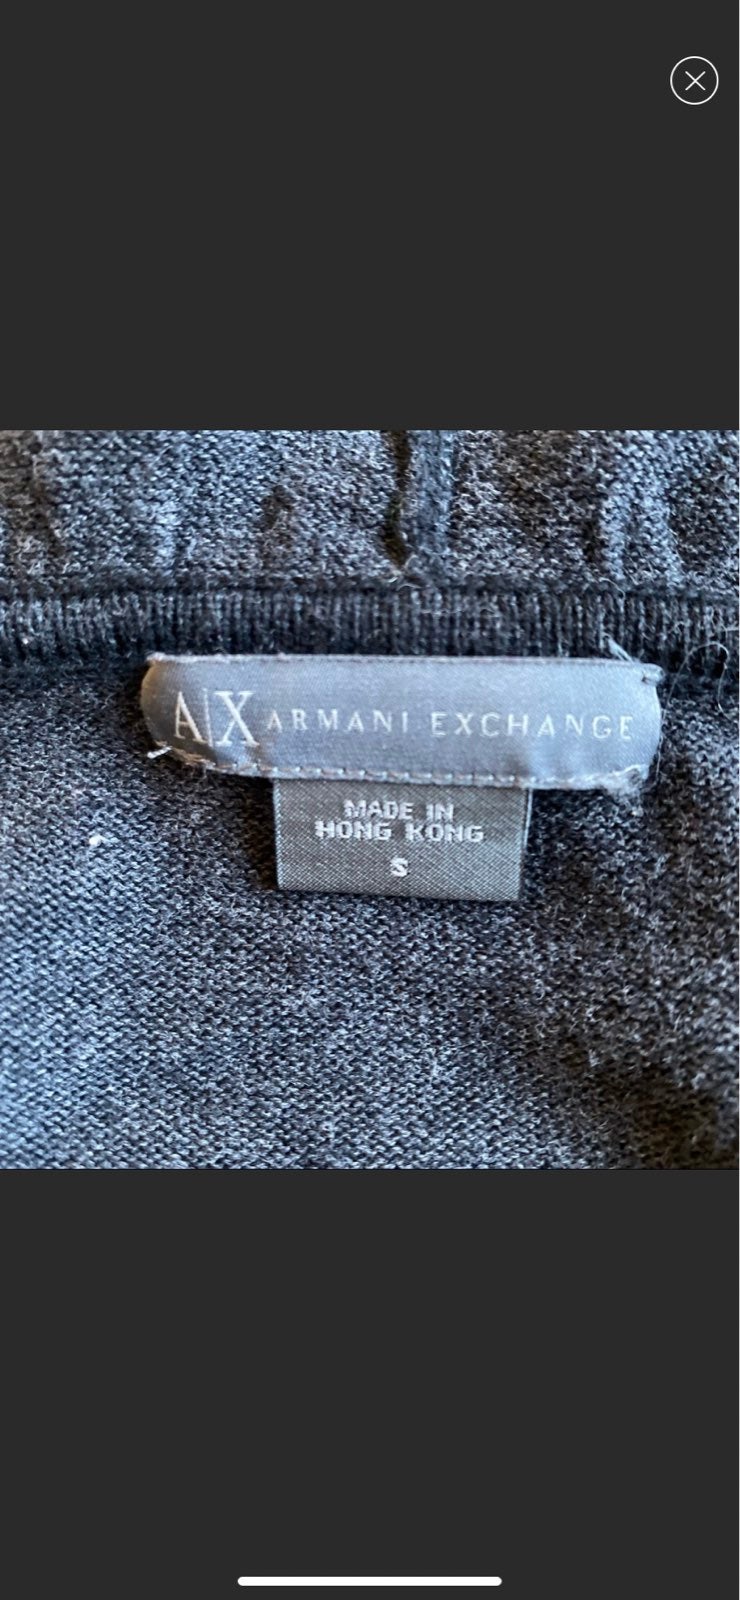 A|X ARMANI EXCHANGE
MADE IN
HONG KONG
S